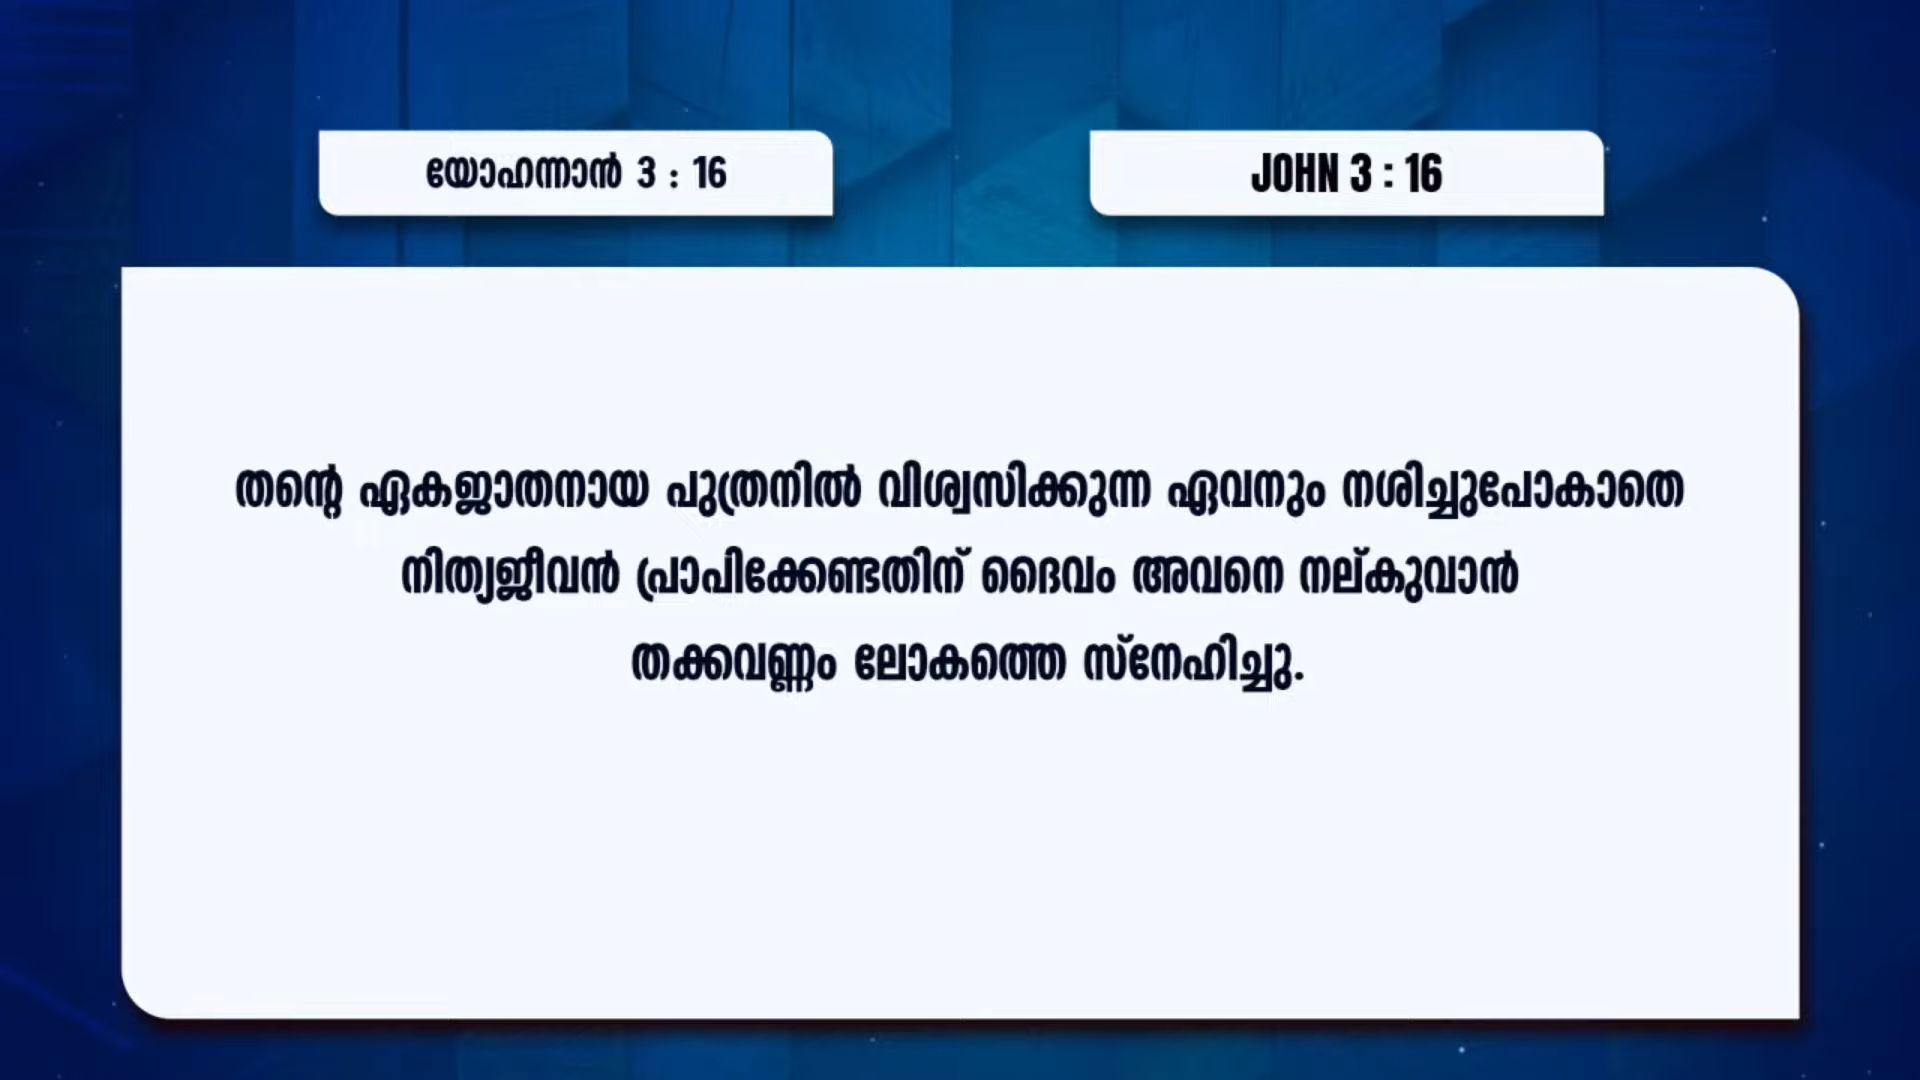 യോഹന്നാൻ 3 : 16
JOHN 3 : 16
തന്റെ ഏകജാതനായ പുത്രനിൽ വിശ്വസിക്കുന്ന ഏവനും നശിച്ചുപോകാതെ
നിത്യജീവൻ പ്രാപിക്കേണ്ടതിന് ദൈവം അവനെ നല്കുവാൻ
തക്കവണ്ണം ലോകത്തെ സ്നേഹിച്ചു.